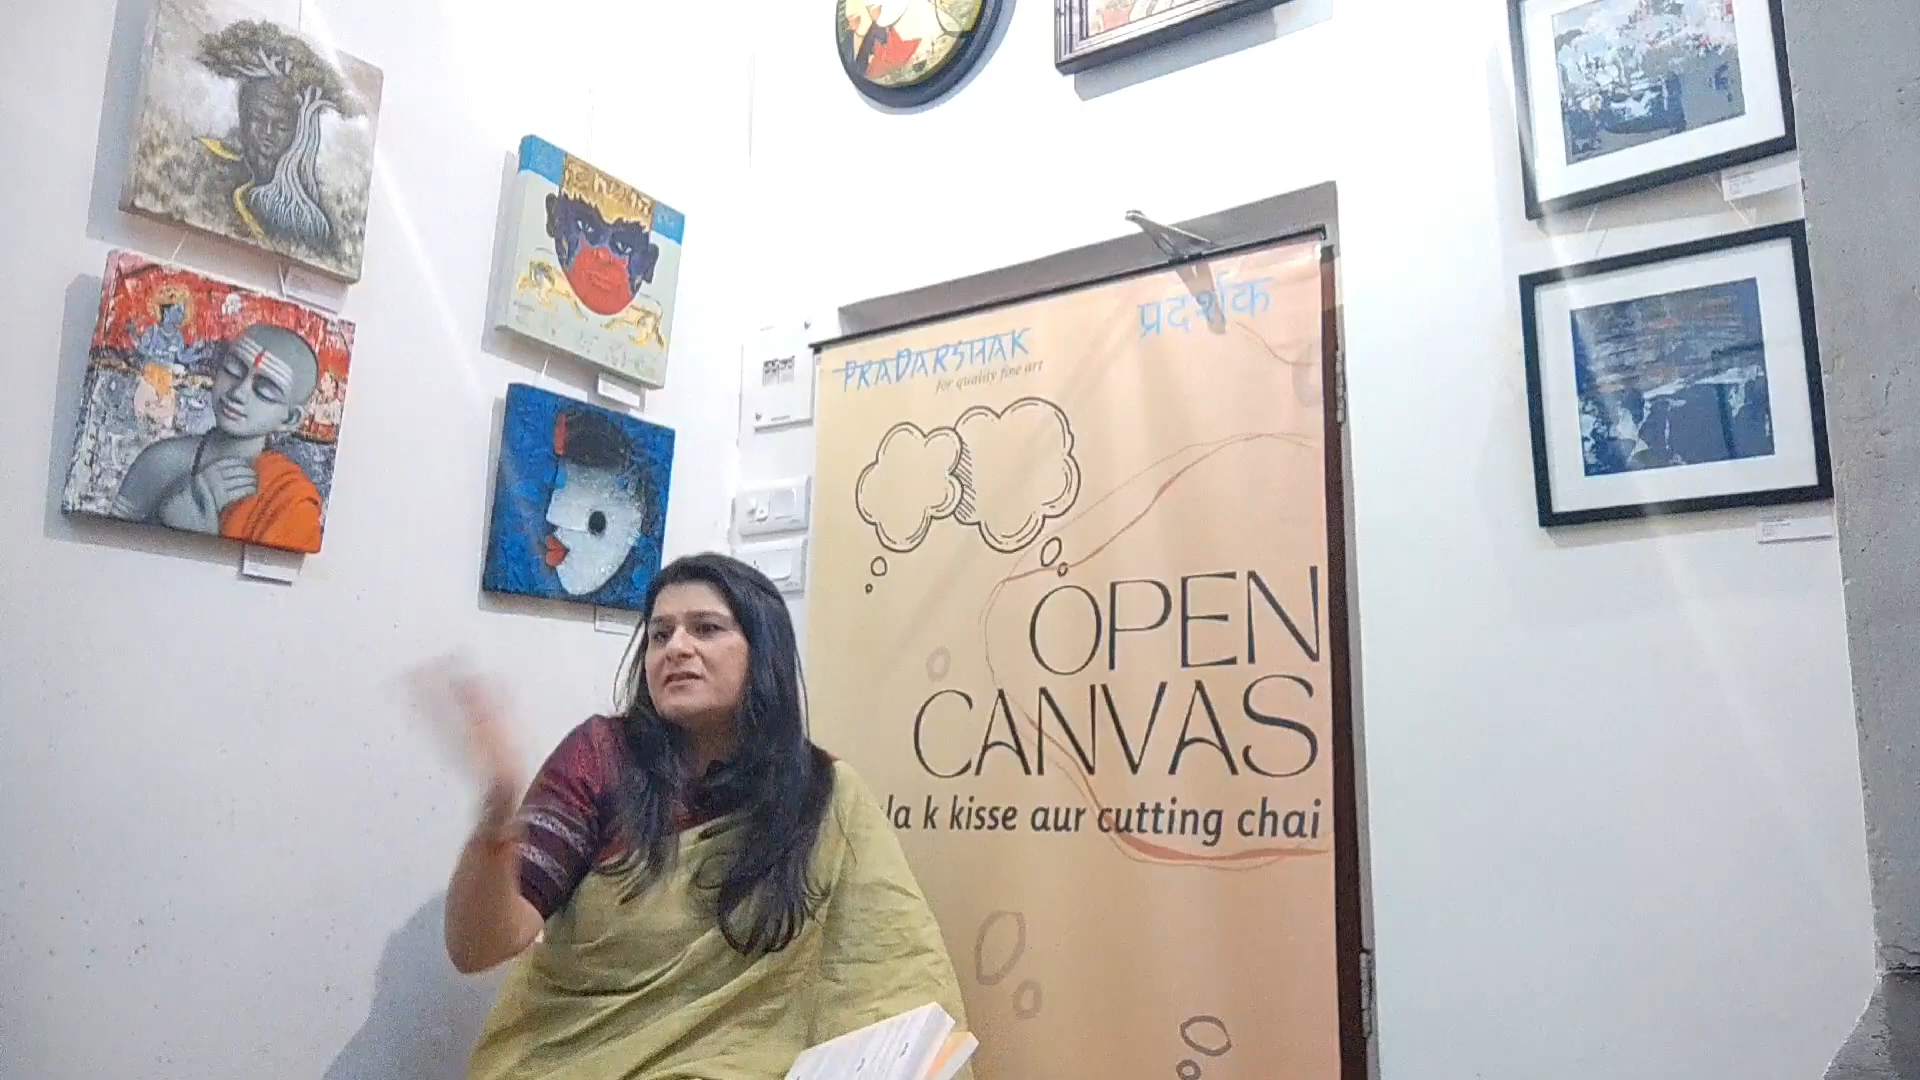 PRADARSHAK
for quality fine art
प्रदर्शक
OPEN
CANVAS
la k kisse aur cutting chai